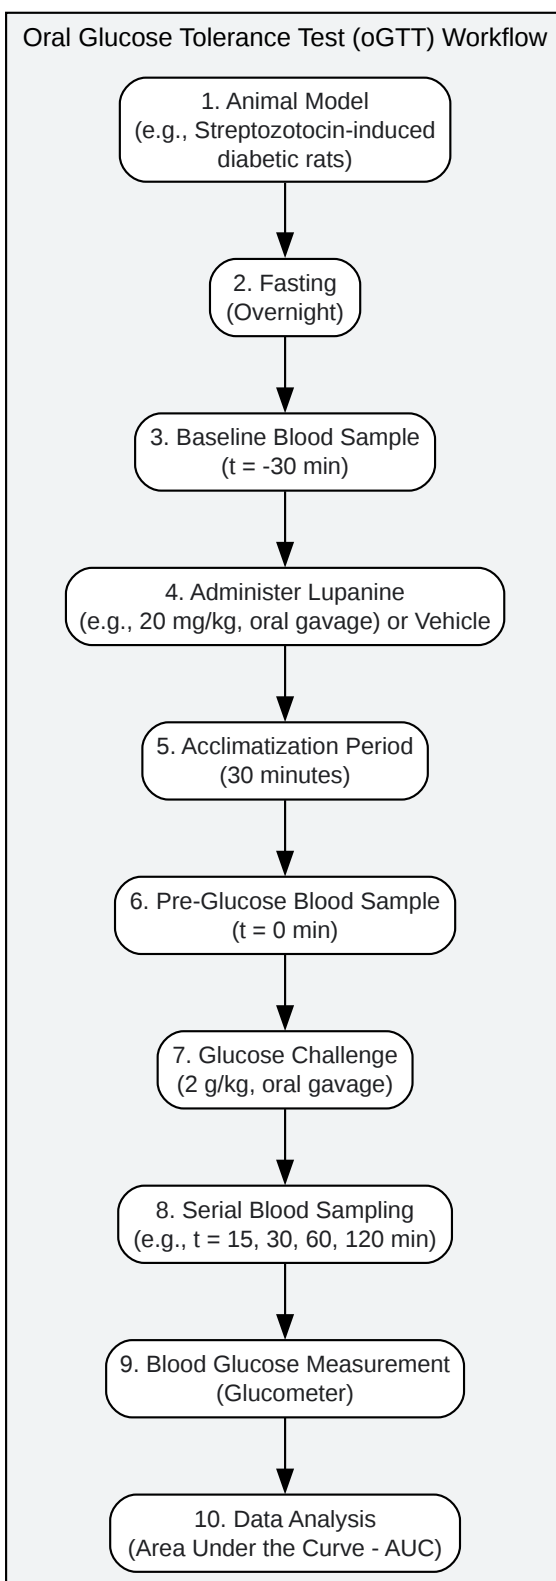 Oral Glucose Tolerance Test (oGTT) Workflow
1. Animal Model
(e.g., Streptozotocin-induced
diabetic rats)
2. Fasting
(Overnight)
3. Baseline Blood Sample
(t = -30 min)
4. Administer Lupanine
(e.g., 20 mg/kg, oral gavage) or Vehicle
5. Acclimatization Period
(30 minutes)
6. Pre-Glucose Blood Sample
(t = 0 min)
7. Glucose Challenge
(2 g/kg, oral gavage)
8. Serial Blood Sampling
(e.g., t = 15, 30, 60, 120 min)
9. Blood Glucose Measurement
(Glucometer)
10. Data Analysis
(Area Under the Curve - AUC)